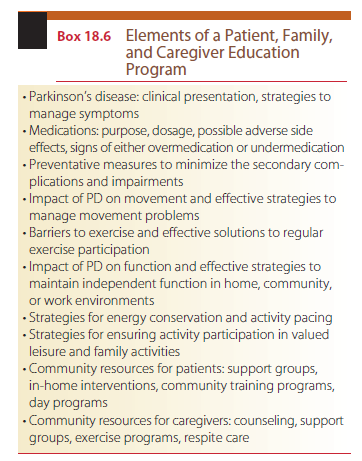 Box 18.6 Elements of a Patient, Family,
and Caregiver Education
Program
• Parkinson's disease: clinical presentation, strategies to
manage symptoms
• Medications: purpose, dosage, possible adverse side
effects, signs of either overmedication or undermedication
• Preventative measures to minimize the secondary com-
plications and impairments
• Impact of PD on movement and effective strategies to
manage movement problems
• Barriers to exercise and effective solutions to regular
exercise participation
• Impact of PD on function and effective strategies to
maintain independent function in home, community,
or work environments
• Strategies for energy conservation and activity pacing
• Strategies for ensuring activity participation in valued
leisure and family activities
• Community resources for patients: support groups,
in-home interventions, community training programs,
day programs
• Community resources for caregivers: counseling, support
groups, exercise programs, respite care